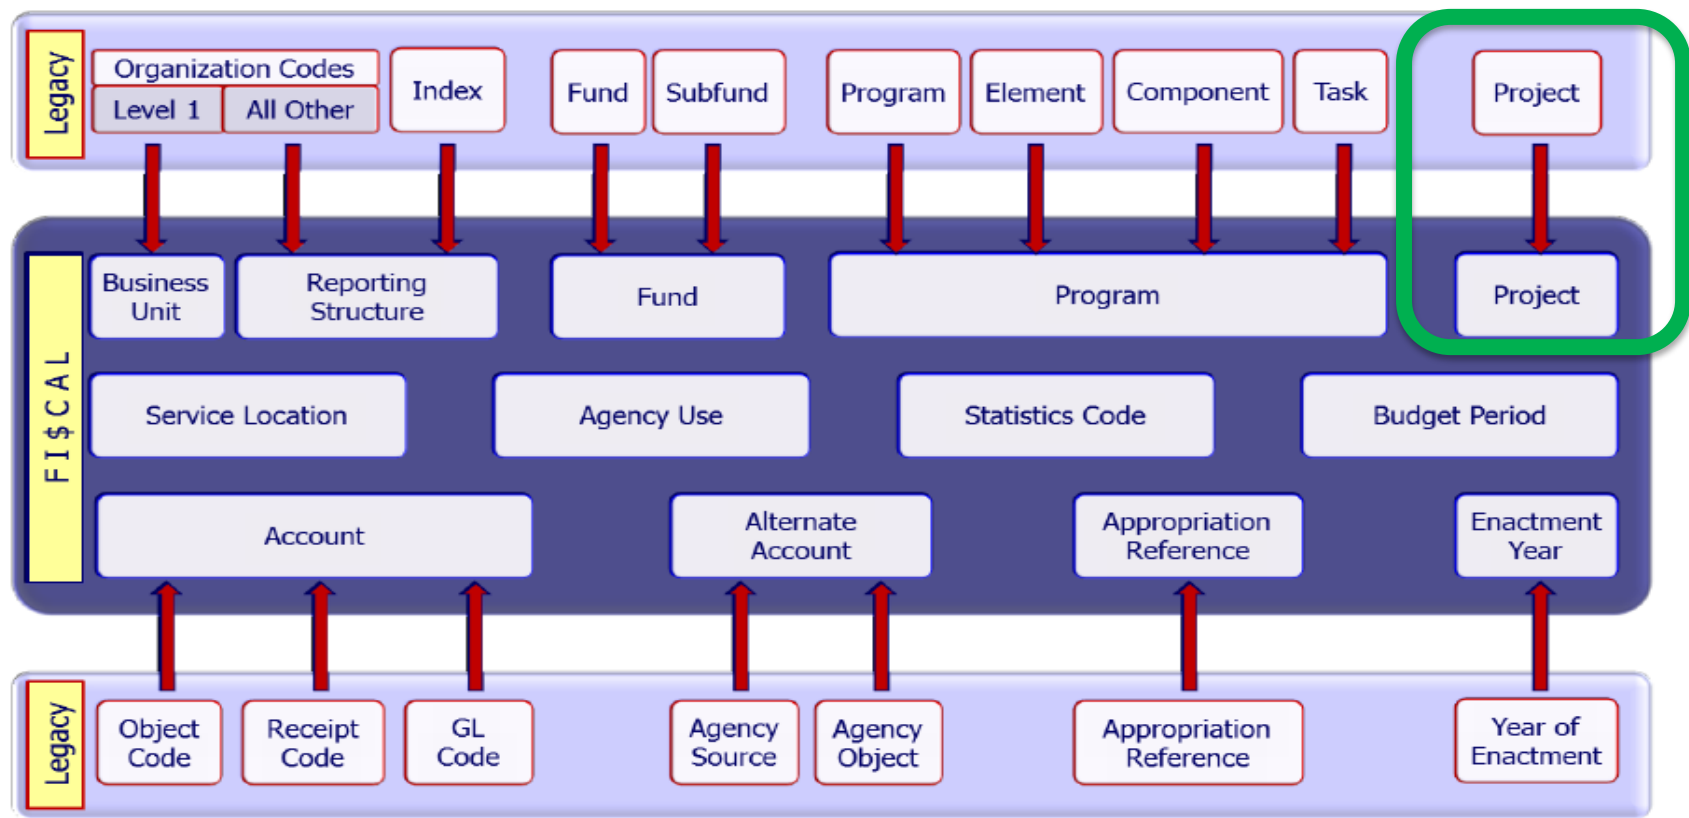 Legacy
Organization Codes
Level 1
All Other
Index
Fund
Subfund
Program
Element
Component
Task
Project
FI$CAL
Business
Unit
Reporting
Structure
Fund
Program
Project
Service Location
Agency Use
Statistics Code
Budget Period
Account
Alternate
Account
Appropriation
Reference
Enactment
Year
Legacy
Object
Code
Receipt
Code
GL
Code
Agency
Source
Agency
Object
Appropriation
Reference
Year of
Enactment